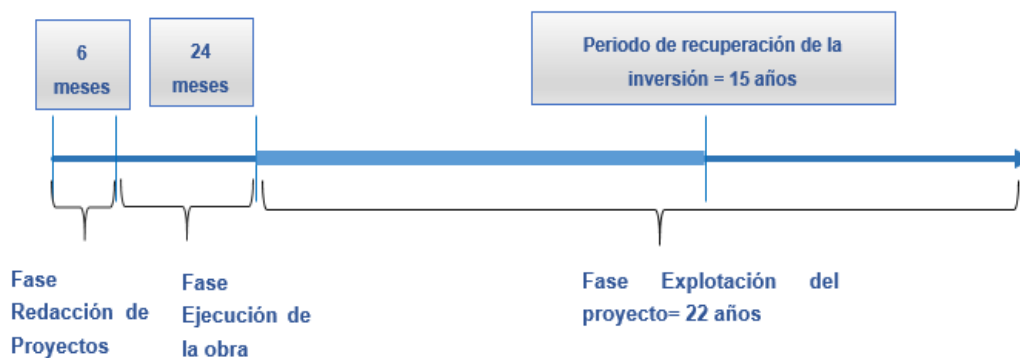 6
meses
24
meses
Periodo de recuperación de la
inversión = 15 años
Fase
Redacción de
Proyectos
Fase
Ejecución de
la obra
Fase Explotación del
proyecto= 22 años